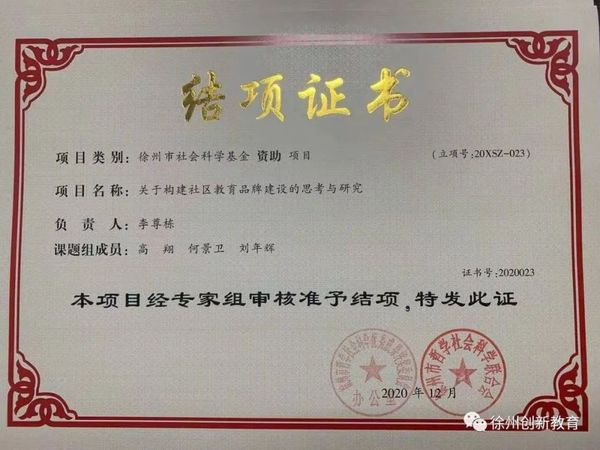 结项证书
项目类别：徐州市社会科学基金 资助 项目 （立项号：20XSZ-023）
项目名称：关于构建社区教育品牌建设的思考与研究
负责人：李尊栋
课题组成员：高翔 何景卫 刘年辉
证书号：2020023
本项目经专家组审核准予结项，特发此证
徐州市哲学社会科学界联合会
办公室
2020 年 12 月
徐州创新教育